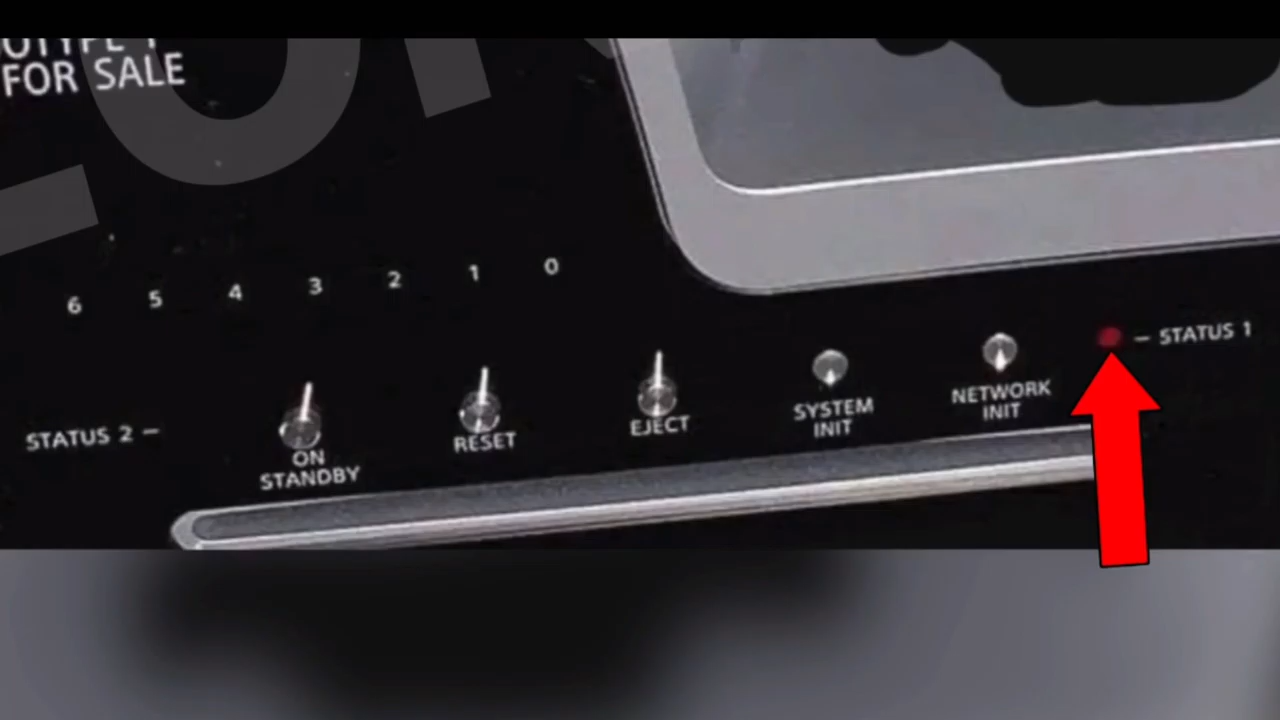 FOR SALE
6 5 4 3 2 1 0
STATUS 2 –
ON
STANDBY
RESET
EJECT
SYSTEM
INIT
NETWORK
INIT
– STATUS 1